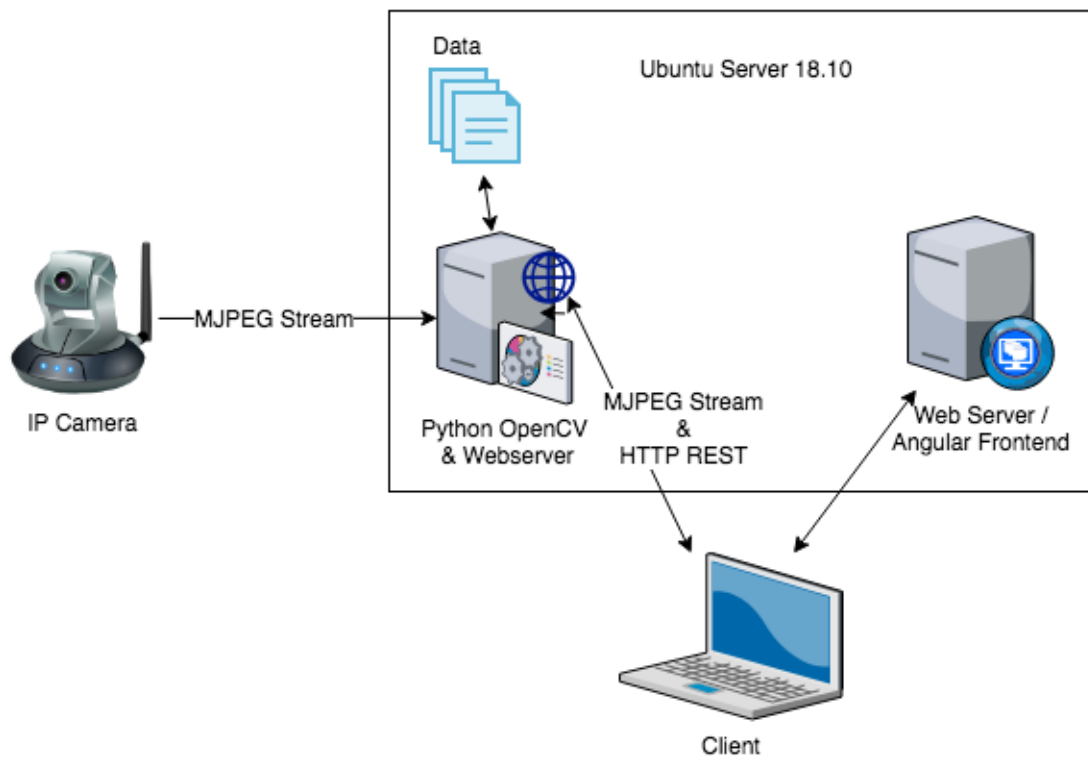 Data
Ubuntu Server 18.10
MJPEG Stream
IP Camera
Python OpenCV
& Webserver
MJPEG Stream
&
HTTP REST
Web Server /
Angular Frontend
Client